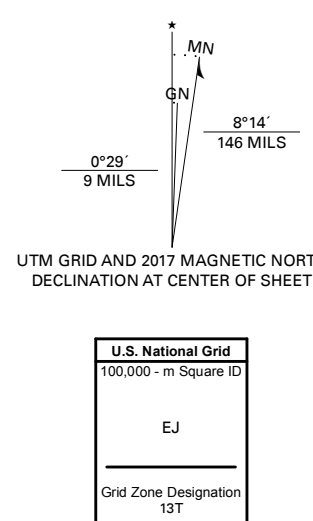 ★
MN
GN
8°14´
146 MILS
0°29´
9 MILS
UTM GRID AND 2017 MAGNETIC NORT
DECLINATION AT CENTER OF SHEET
U.S. National Grid
100,000 - m Square ID
EJ
Grid Zone Designation
13T